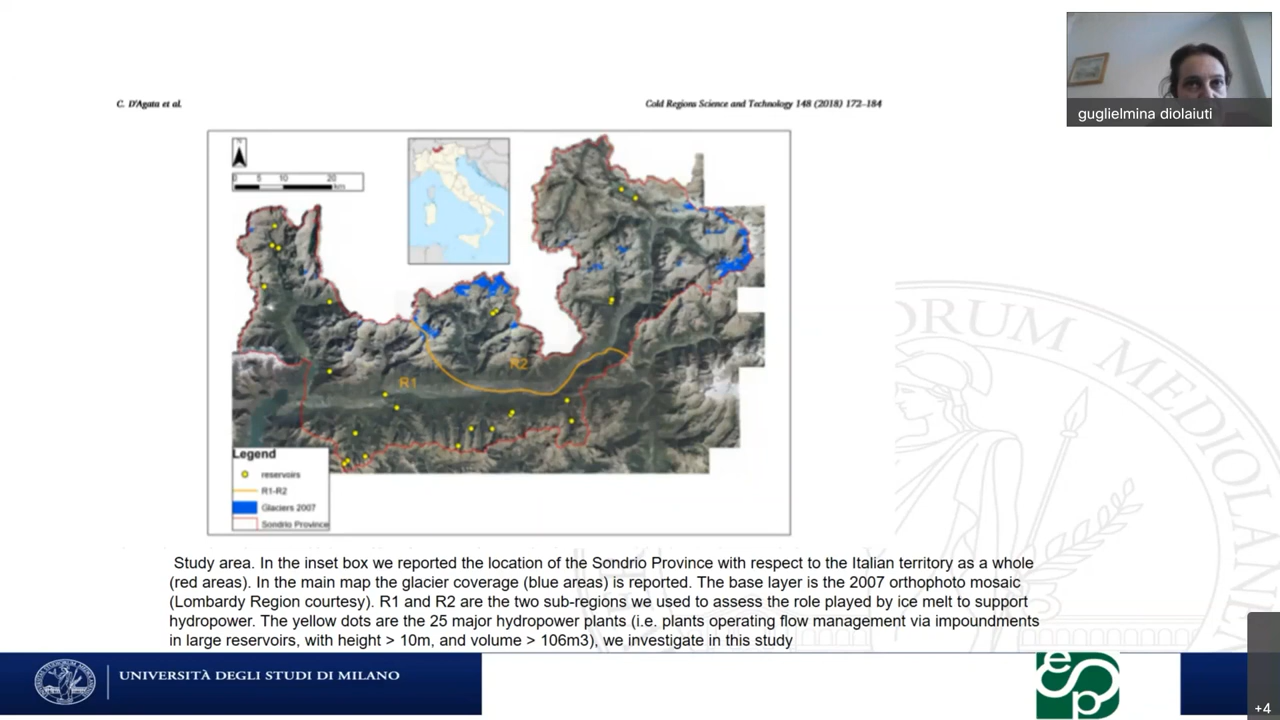 guglielmina diolaiuti
C. D'Agata et al.
Cold Regions Science and Technology 148 (2018) 172–184
N
0 5 10 20
km
R1
R2
Legend
reservoirs
R1-R2
Glaciers 2007
Sondrio Province
ORUM MEDIOLANE
Study area. In the inset box we reported the location of the Sondrio Province with respect to the Italian territory as a whole
(red areas). In the main map the glacier coverage (blue areas) is reported. The base layer is the 2007 orthophoto mosaic
(Lombardy Region courtesy). R1 and R2 are the two sub-regions we used to assess the role played by ice melt to support
hydropower. The yellow dots are the 25 major hydropower plants (i.e. plants operating flow management via impoundments
in large reservoirs, with height > 10m, and volume > 106m3), we investigate in this study
UNIVERSITÀ DEGLI STUDI DI MILANO
esp
+4